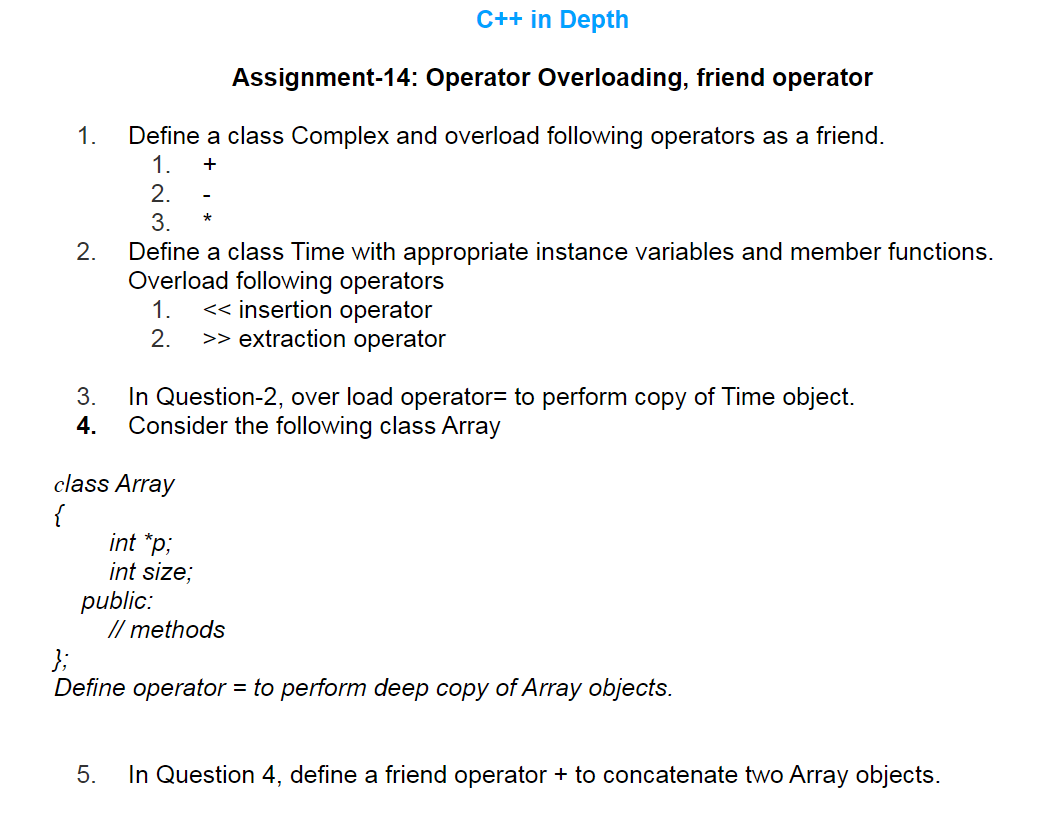 C++ in Depth
Assignment-14: Operator Overloading, friend operator
1. Define a class Complex and overload following operators as a friend.
1. +
2. -
3. *
2. Define a class Time with appropriate instance variables and member functions.
Overload following operators
1. << insertion operator
2. >> extraction operator
3. In Question-2, over load operator= to perform copy of Time object.
4. Consider the following class Array
class Array
{
int *p;
int size;
public:
// methods
};
Define operator = to perform deep copy of Array objects.
5. In Question 4, define a friend operator + to concatenate two Array objects.